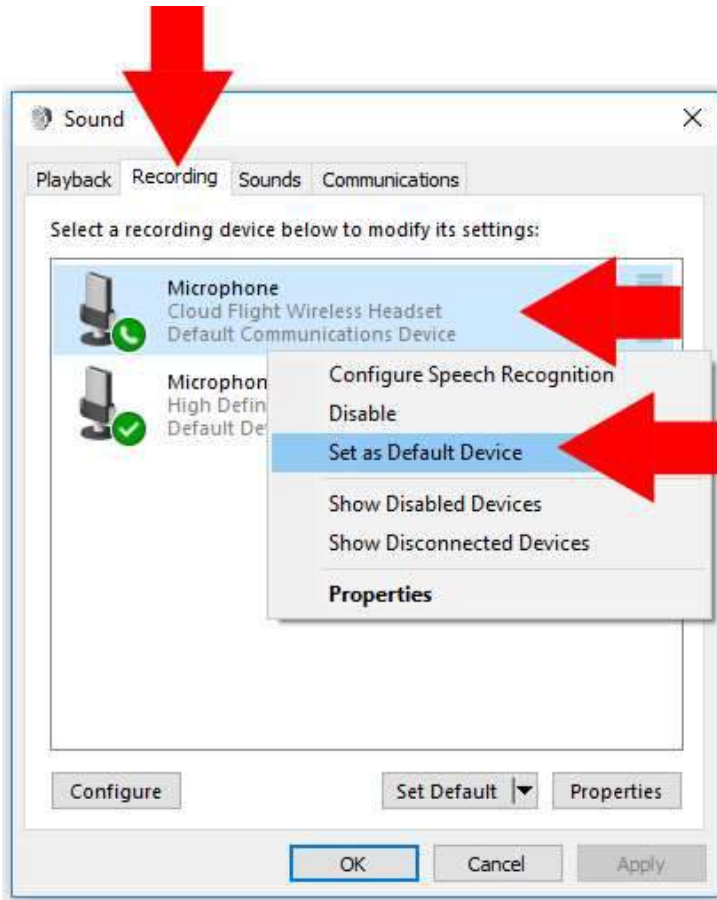 Sound
Playback Recording Sounds Communications
Select a recording device below to modify its settings:
Microphone
Cloud Flight Wireless Headset
Default Communications Device
Microphon
High Defin
Default De
Configure Speech Recognition
Disable
Set as Default Device
Show Disabled Devices
Show Disconnected Devices
Properties
Configure Set Default Properties
OK Cancel Apply